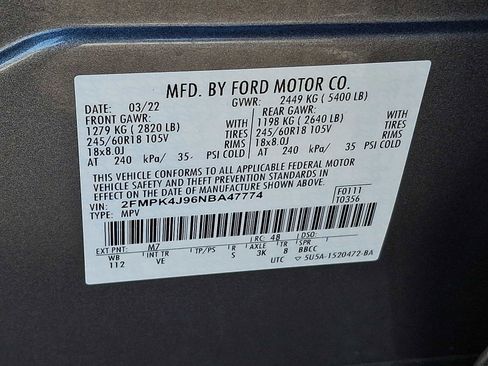 MFD. BY FORD MOTOR CO.
DATE: 03/22 GVWR: 2449 KG ( 5400 LB)
FRONT GAWR: REAR GAWR:
1279 KG ( 2820 LB) WITH 1198 KG ( 2640 LB) WITH
245/60R18 105V TIRES 245/60R18 105V TIRES
18x8.0J RIMS 18x8.0J RIMS
AT 240 kPa/ 35 PSI COLD AT 240 kPa/ 35 PSI COLD
THIS VEHICLE CONFORMS TO ALL APPLICABLE FEDERAL MOTOR
VEHICLE SAFETY AND THEFT PREVENTION STANDARDS IN
EFFECT ON THE DATE OF MANUFACTURE SHOWN ABOVE.
VIN: 2FMPK4J96NBA47774 F0111
TYPE: MPV T0356
EXT PNT: M7 RC: 48 DSO:
WB INT TR TP/PS R AXLE TR SPR
112 VE S 3K 8 BBCC
UTC ▽ 5U5A-1520472-BA